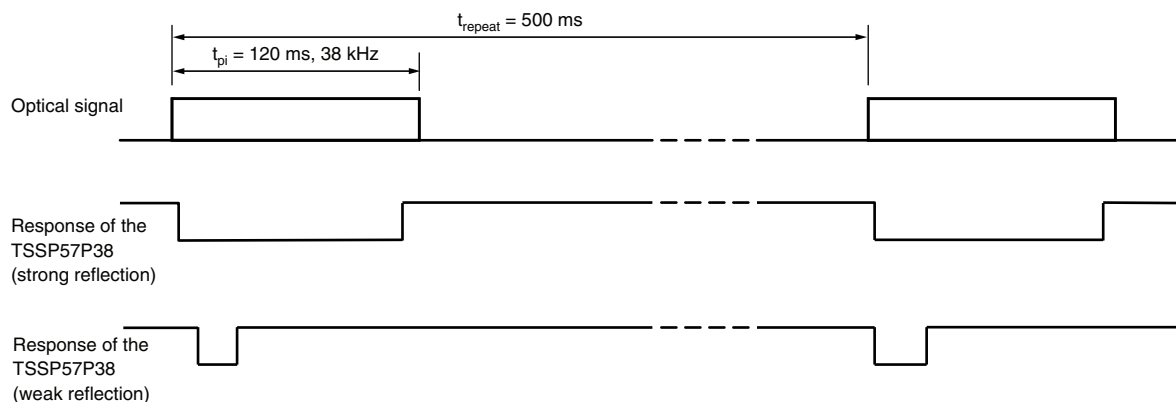 t_repeat = 500 ms
t_pi = 120 ms, 38 kHz
Optical signal
Response of the
TSSP57P38
(strong reflection)
Response of the
TSSP57P38
(weak reflection)